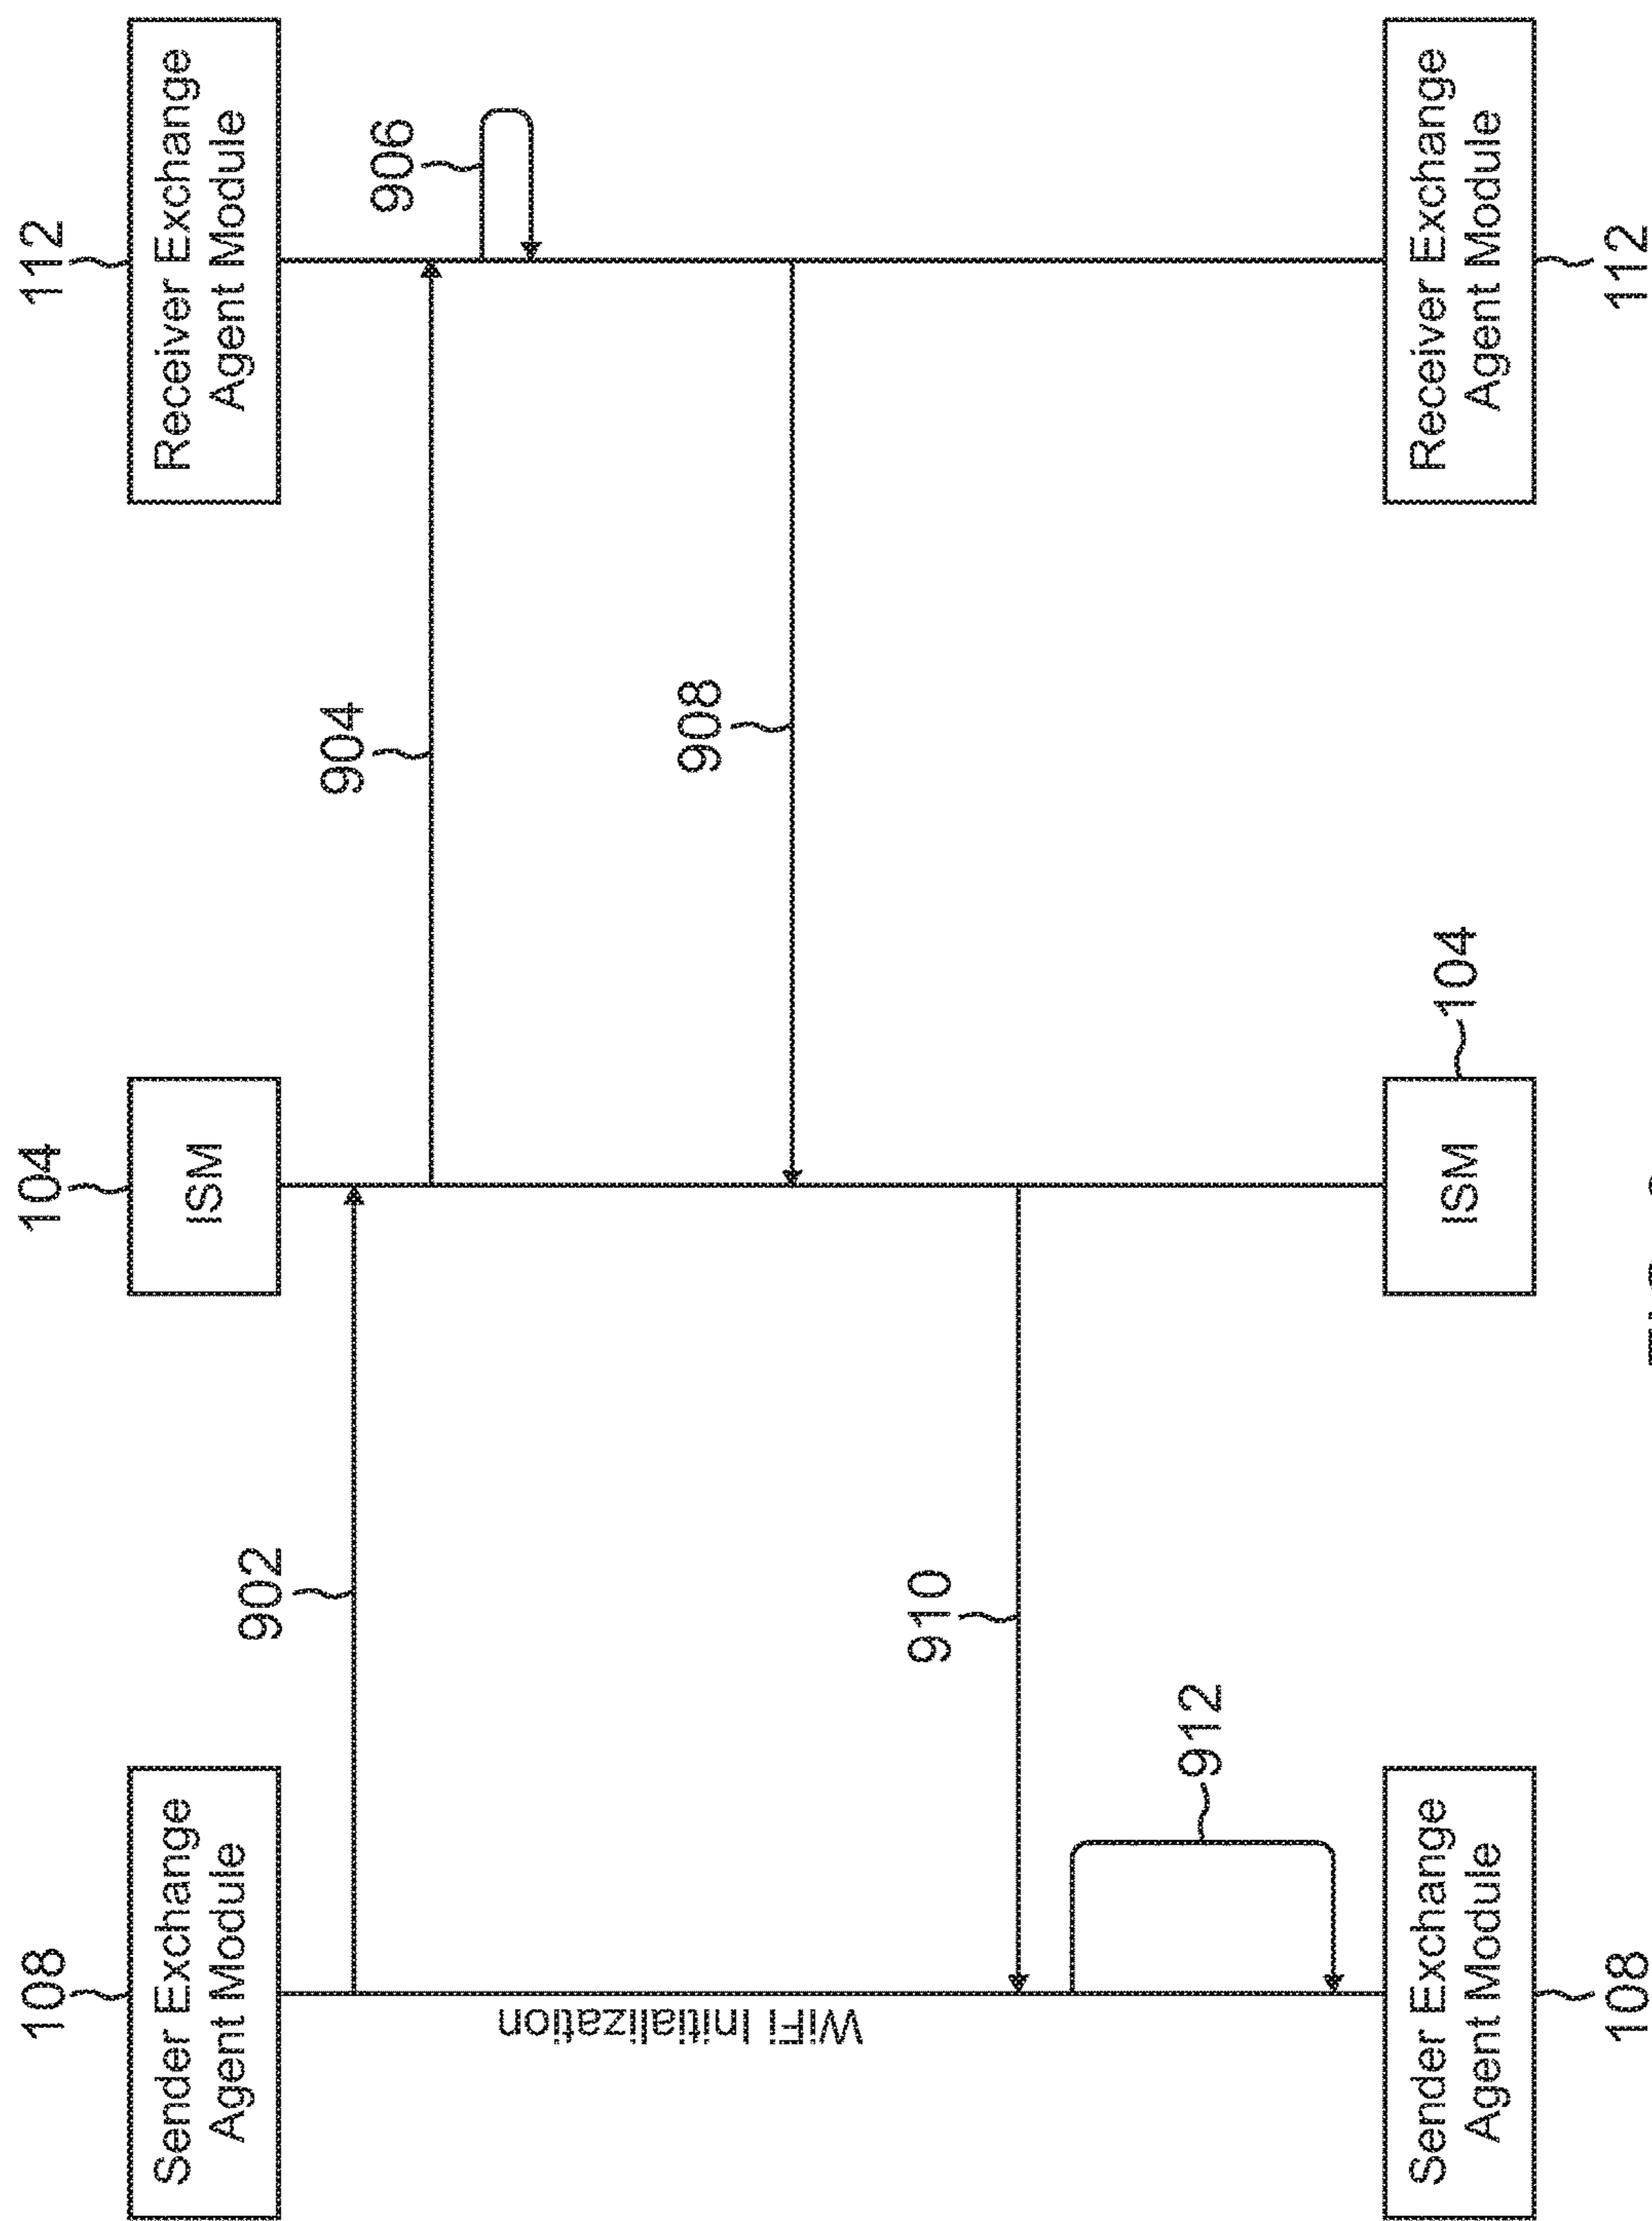 108
104
112
Sender Exchange
Agent Module
ISM
Receiver Exchange
Agent Module
902
904
906
WiFi Initialization
908
910
912
Sender Exchange
Agent Module
ISM
104
Receiver Exchange
Agent Module
108
112